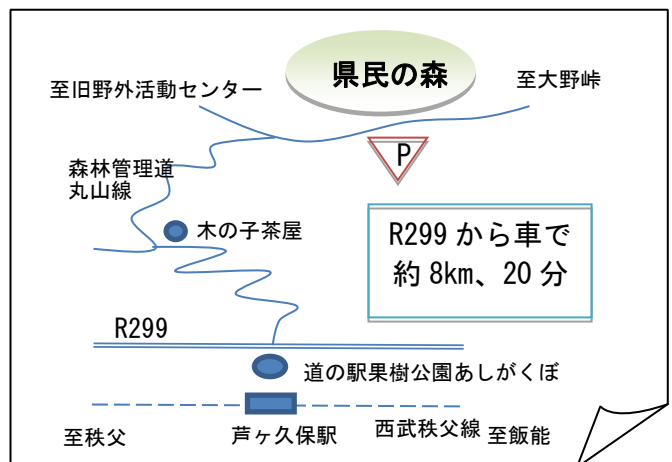 県民の森
至旧野外活動センター
至大野峠
P
森林管理道
丸山線
木の子茶屋
R299 から車で
約 8km、20 分
R299
道の駅果樹公園あしがくぼ
至秩父
芦ヶ久保駅
西武秩父線
至飯能